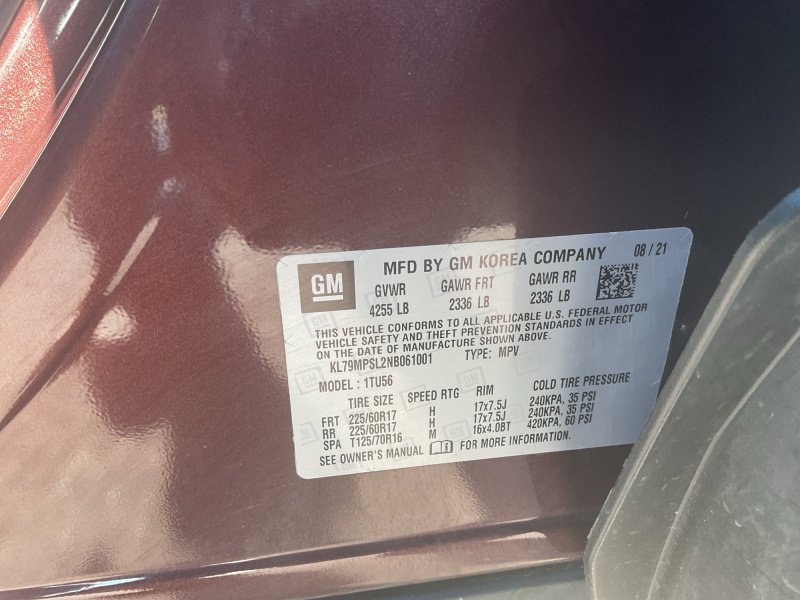 GM
MFD BY GM KOREA COMPANY 08 / 21
GVWR GAWR FRT GAWR RR
4255 LB 2336 LB 2336 LB
THIS VEHICLE CONFORMS TO ALL APPLICABLE U.S. FEDERAL MOTOR
VEHICLE SAFETY AND THEFT PREVENTION STANDARDS IN EFFECT
ON THE DATE OF MANUFACTURE SHOWN ABOVE.
KL79MPSL2NB061001 TYPE: MPV
MODEL : 1TU56
TIRE SIZE SPEED RTG RIM COLD TIRE PRESSURE
FRT 225/60R17 H 17x7.5J 240KPA, 35 PSI
RR 225/60R17 H 17x7.5J 240KPA, 35 PSI
SPA T125/70R16 M 16x4.0BT 420KPA, 60 PSI
SEE OWNER'S MANUAL FOR MORE INFORMATION.